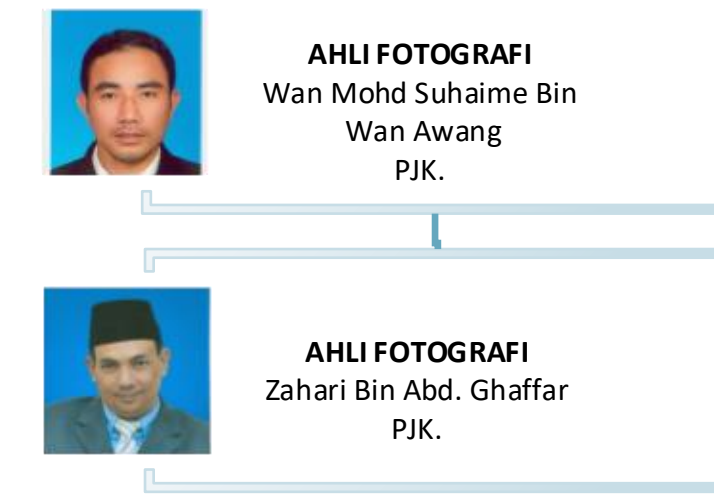 AHLI FOTOGRAFI
Wan Mohd Suhaime Bin
Wan Awang
PJK.
AHLI FOTOGRAFI
Zahari Bin Abd. Ghaffar
PJK.